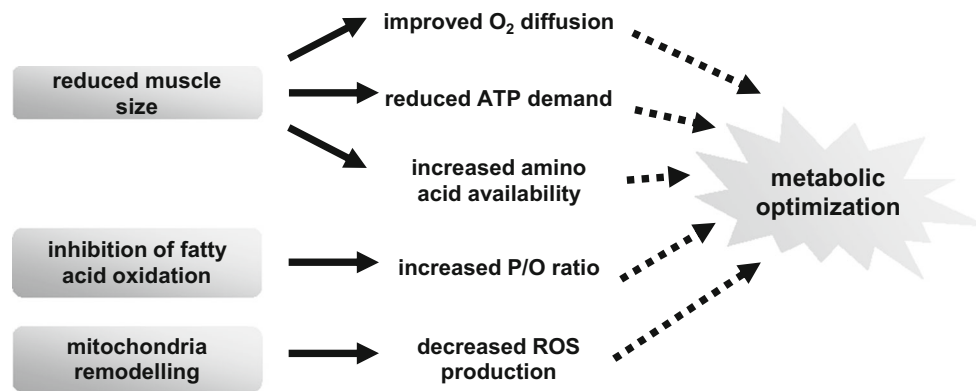 improved O₂ diffusion
reduced muscle
size
reduced ATP demand
increased amino
acid availability
metabolic
optimization
inhibition of fatty
acid oxidation
increased P/O ratio
mitochondria
remodelling
decreased ROS
production